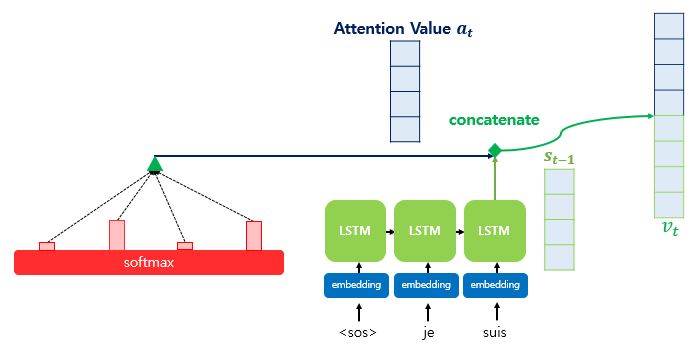 Attention Value a_t
concatenate
s_{t-1}
LSTM LSTM LSTM
v_t
softmax
embedding embedding embedding
<sos> je suis